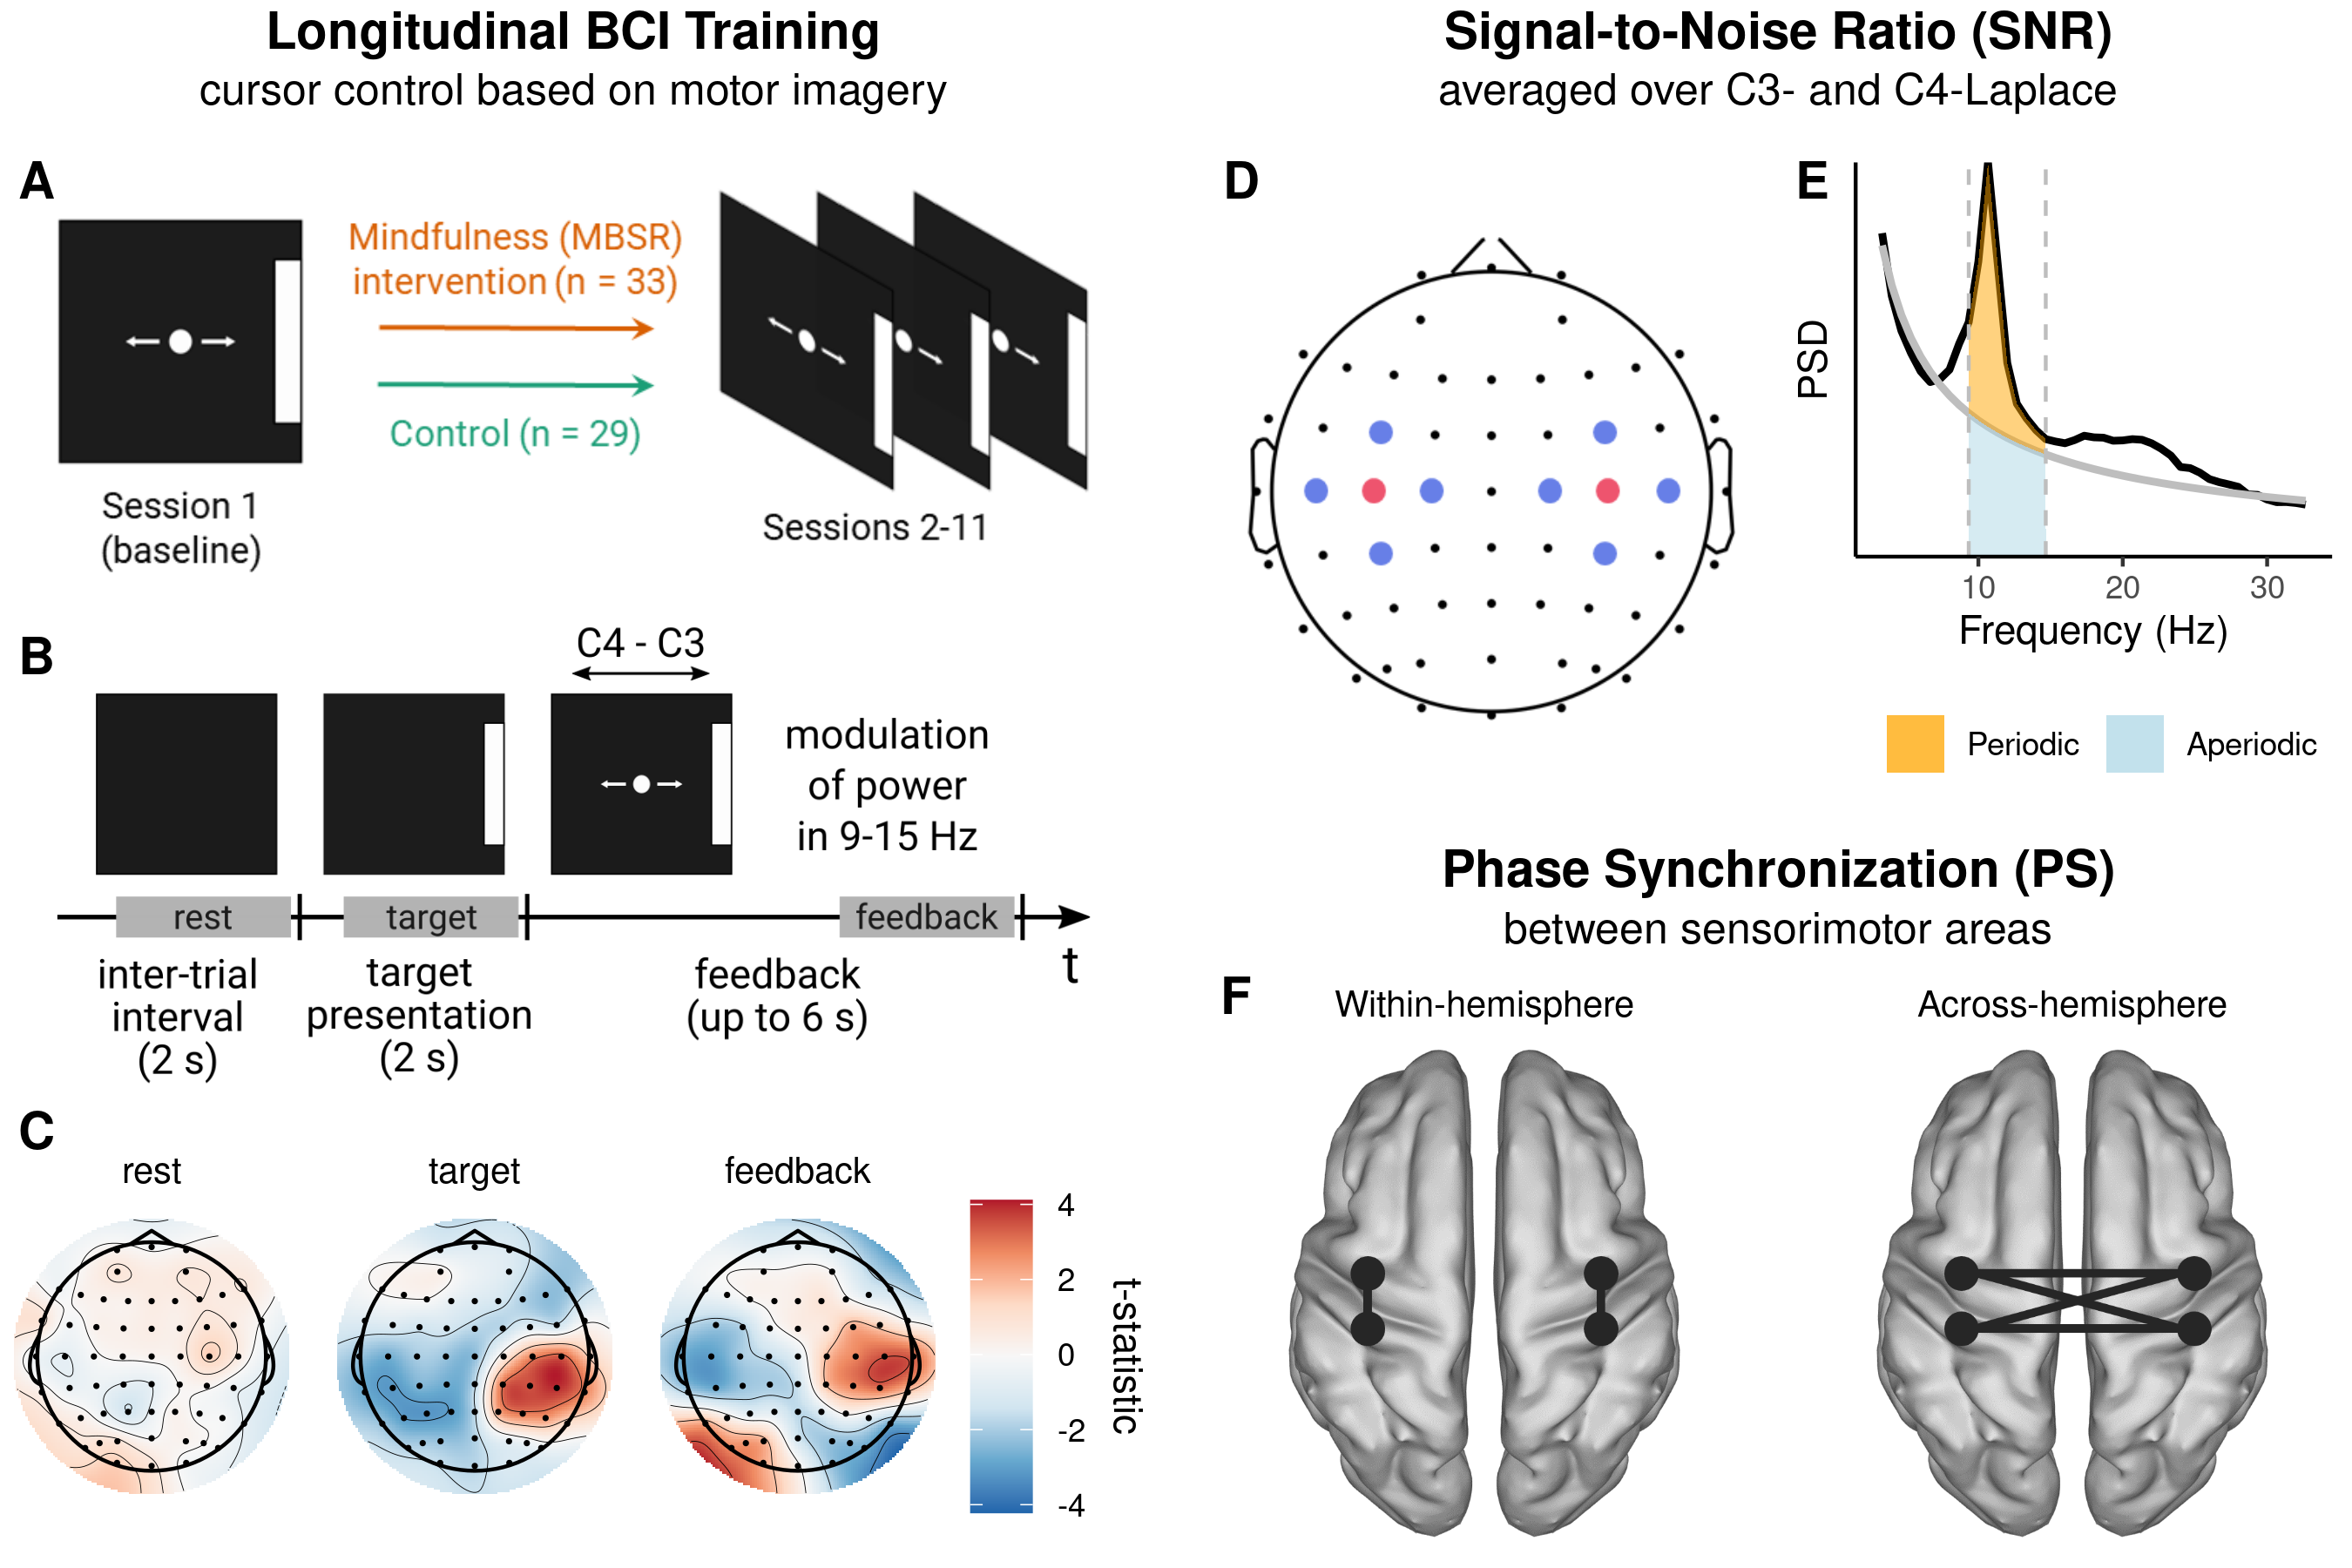 Longitudinal BCI Training
cursor control based on motor imagery
A
Mindfulness (MBSR)
intervention (n = 33)
Control (n = 29)
Session 1
(baseline)
Sessions 2-11
B
C4 - C3
modulation
of power
in 9-15 Hz
rest
target
feedback
t
inter-trial
interval
(2 s)
target
presentation
(2 s)
feedback
(up to 6 s)
C
rest
target
feedback
4
2
0
-2
-4
t-statistic
Signal-to-Noise Ratio (SNR)
averaged over C3- and C4-Laplace
D
E
PSD
10
20
30
Frequency (Hz)
Periodic
Aperiodic
Phase Synchronization (PS)
between sensorimotor areas
F
Within-hemisphere
Across-hemisphere